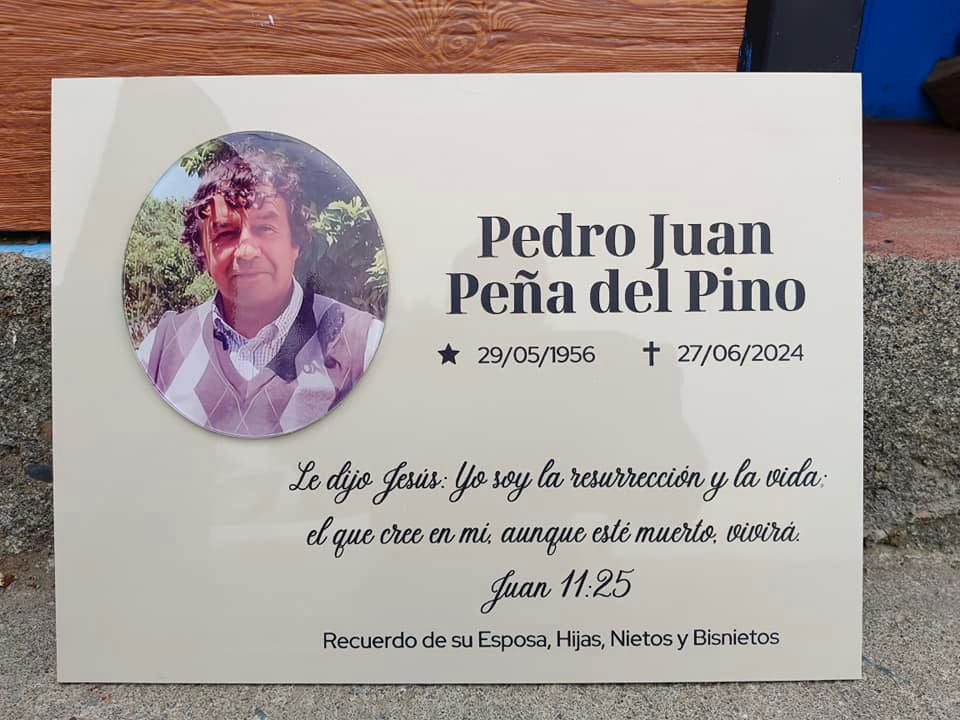 Pedro Juan
Peña del Pino
★ 29/05/1956 ✝ 27/06/2024
Le dijo Jesús: Yo soy la resurrección y la vida;
el que cree en mí, aunque esté muerto, vivirá.
Juan 11:25
Recuerdo de su Esposa, Hijas, Nietos y Bisnietos